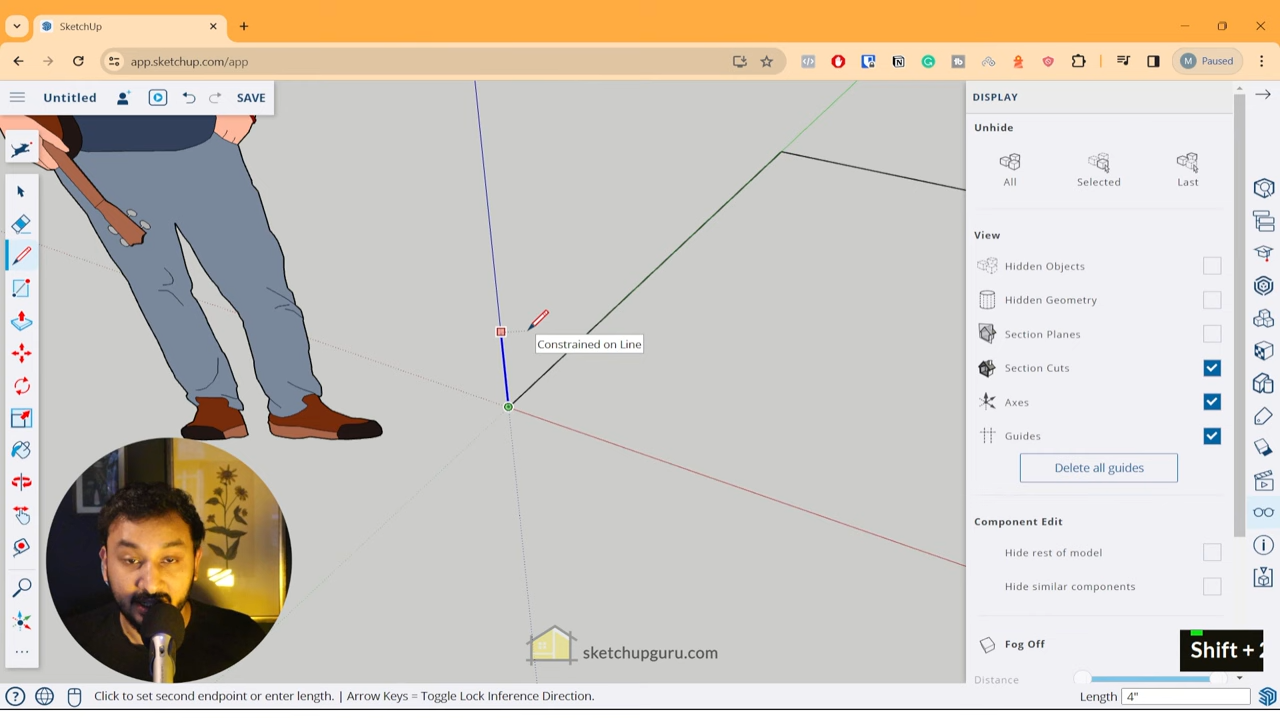 SketchUp
app.sketchup.com/app
M Paused
Untitled
SAVE
DISPLAY
Unhide
All
Selected
Last
View
Hidden Objects
Hidden Geometry
Section Planes
Section Cuts
Axes
Guides
Delete all guides
Component Edit
Hide rest of model
Hide similar components
Fog Off
Distance
Constrained on Line
sketchupguru.com
Shift +
Click to set second endpoint or enter length. | Arrow Keys = Toggle Lock Inference Direction.
Length 4"